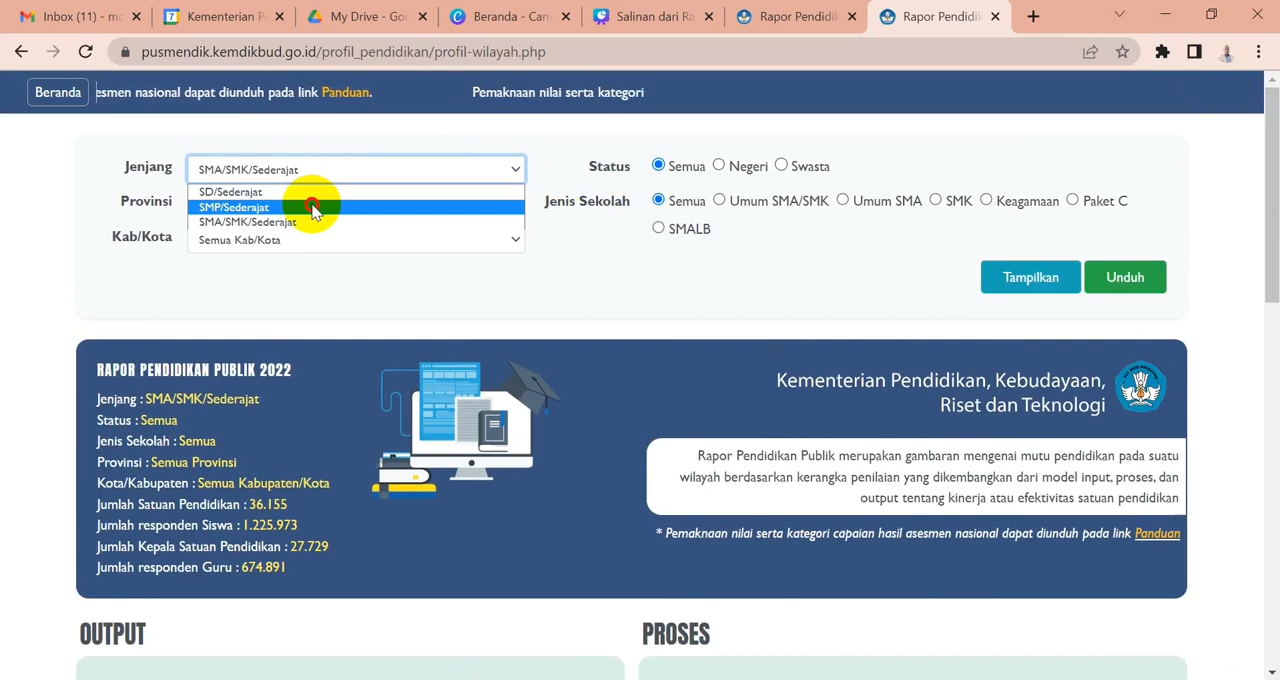 Inbox (11) - mo
Kementerian P
My Drive - Goo
Beranda - Can
Salinan dari Ra
Rapor Pendidi
Rapor Pendidi
pusmendik.kemdikbud.go.id/profil_pendidikan/profil-wilayah.php
Beranda
esmen nasional dapat diunduh pada link Panduan.
Pemaknaan nilai serta kategori
Jenjang
SMA/SMK/Sederajat
Status
Semua
Negeri
Swasta
SD/Sederajat
SMP/Sederajat
SMA/SMK/Sederajat
Provinsi
Jenis Sekolah
Semua
Umum SMA/SMK
Umum SMA
SMK
Keagamaan
Paket C
SMALB
Kab/Kota
Semua Kab/Kota
Tampilkan
Unduh
RAPOR PENDIDIKAN PUBLIK 2022
Jenjang : SMA/SMK/Sederajat
Status : Semua
Jenis Sekolah : Semua
Provinsi : Semua Provinsi
Kota/Kabupaten : Semua Kabupaten/Kota
Jumlah Satuan Pendidikan : 36.155
Jumlah responden Siswa : 1.225.973
Jumlah Kepala Satuan Pendidikan : 27.729
Jumlah responden Guru : 674.891
Kementerian Pendidikan, Kebudayaan,
Riset dan Teknologi
Rapor Pendidikan Publik merupakan gambaran mengenai mutu pendidikan pada suatu
wilayah berdasarkan kerangka penilaian yang dikembangkan dari model input, proses, dan
output tentang kinerja atau efektivitas satuan pendidikan
* Pemaknaan nilai serta kategori capaian hasil asesmen nasional dapat diunduh pada link Panduan
OUTPUT
PROSES